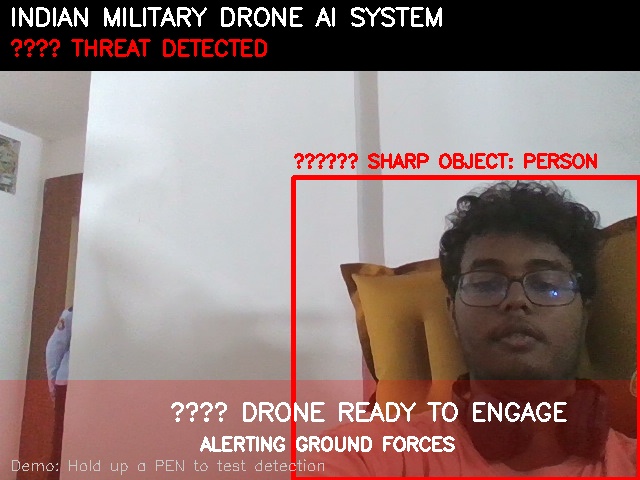 INDIAN MILITARY DRONE AI SYSTEM
???? THREAT DETECTED
?????? SHARP OBJECT: PERSON
???? DRONE READY TO ENGAGE
ALERTING GROUND FORCES
Demo: Hold up a PEN to test detection